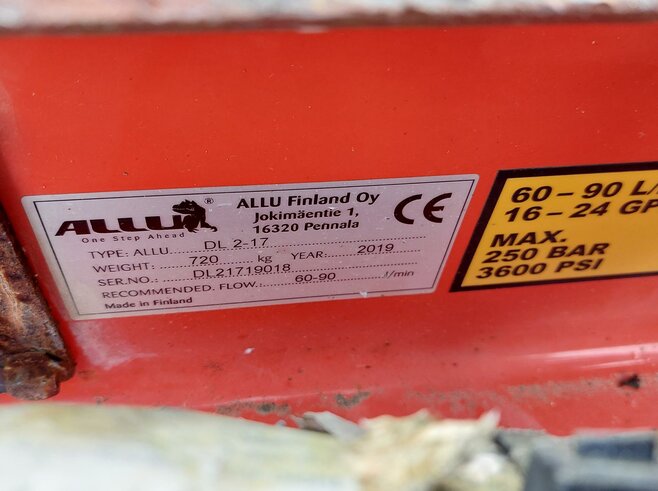 ALLU
One Step Ahead
®
ALLU Finland Oy
Jokimäentie 1,
16320 Pennala
CE
TYPE: ALLU DL 2-17
WEIGHT: 720 kg YEAR: 2019
SER.NO. DL21719018
RECOMMENDED. FLOW: 60-90 l/min
Made in Finland
60 – 90 L/
16 – 24 GP
MAX.
250 BAR
3600 PSI